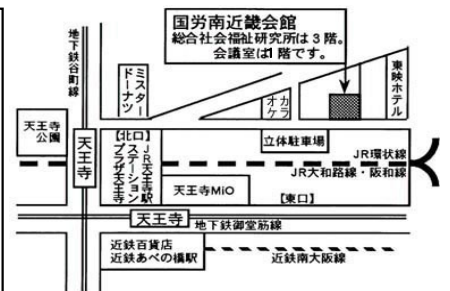 国労南近畿会館
総合社会福祉研究所は3階。
会議室は1階です。
地下鉄谷町線
ミスター
ドーナツ
カラ
オケ
東映ホテル
天王寺
公園
天王寺
【北口】
JR天王寺駅
ステーション
プラザ天王寺
立体駐車場
JR環状線
JR大和路線・阪和線
天王寺MiO
【東口】
天王寺
地下鉄御堂筋線
近鉄百貨店
近鉄あべの橋駅
近鉄南大阪線